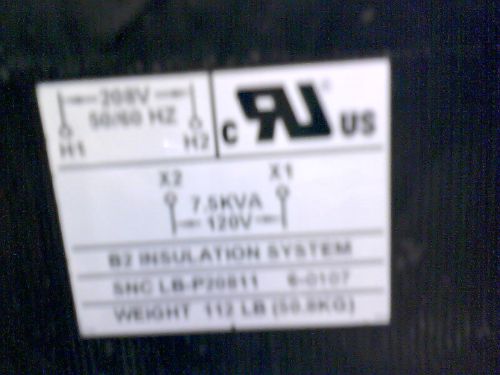 208V
50/60 HZ
H1 H2
C RU US
X2 X1
7.5KVA
120V
B2 INSULATION SYSTEM
SNC LB-P20811 6-0107
WEIGHT 112 LB (50.8KG)